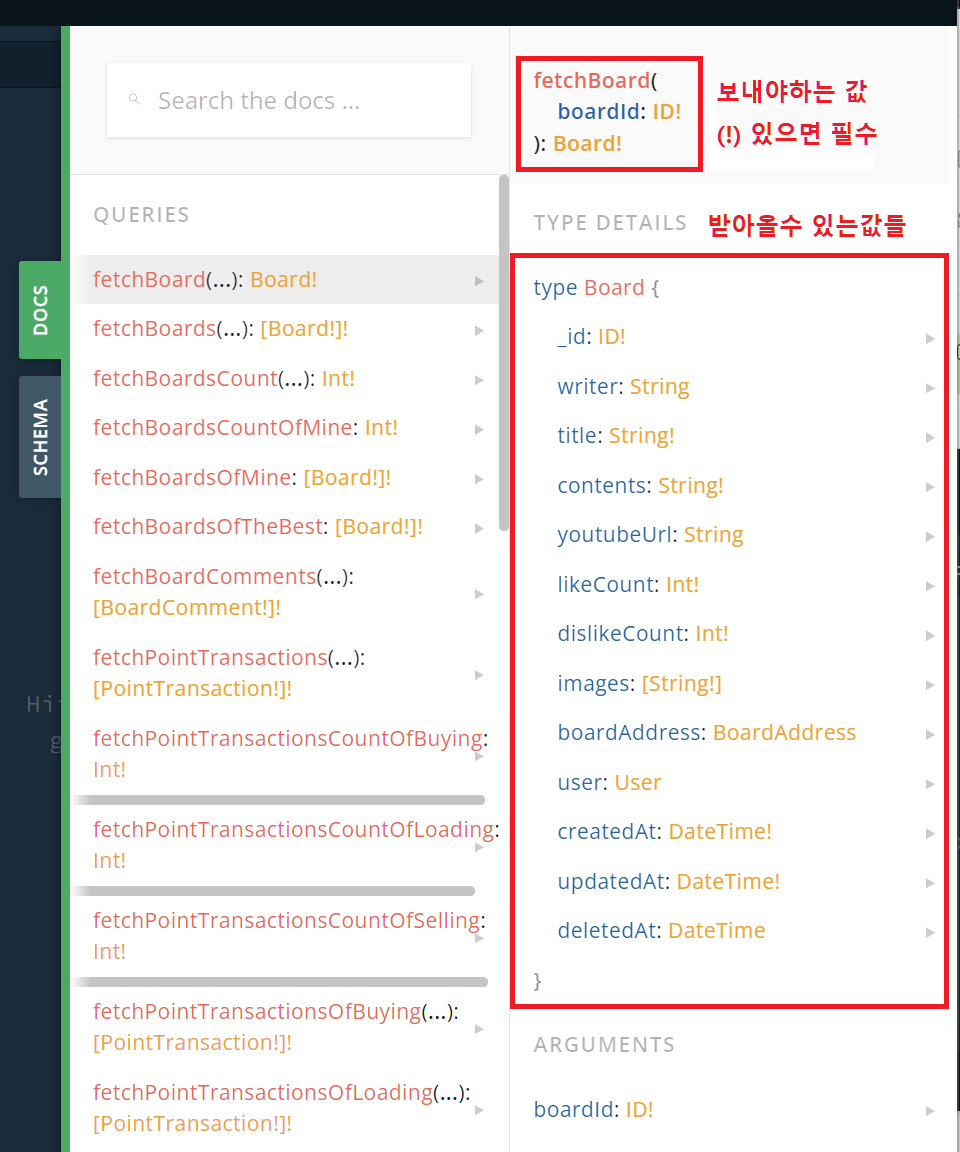 DOCS
SCHEMA
Search the docs ...
QUERIES
fetchBoard(...): Board!
fetchBoards(...): [Board!]!
fetchBoardsCount(...): Int!
fetchBoardsCountOfMine: Int!
fetchBoardsOfMine: [Board!]!
fetchBoardsOfTheBest: [Board!]!
fetchBoardComments(...):
[BoardComment!]!
fetchPointTransactions(...):
[PointTransaction!]!
fetchPointTransactionsCountOfBuying:
Int!
fetchPointTransactionsCountOfLoading:
Int!
fetchPointTransactionsCountOfSelling:
Int!
fetchPointTransactionsOfBuying(...):
[PointTransaction!]!
fetchPointTransactionsOfLoading(...):
[PointTransaction!]!
fetchBoard(
boardId: ID!
): Board!
보내야하는 값
(!) 있으면 필수
TYPE DETAILS
받아올수 있는값들
type Board {
_id: ID!
writer: String
title: String!
contents: String!
youtubeUrl: String
likeCount: Int!
dislikeCount: Int!
images: [String!]
boardAddress: BoardAddress
user: User
createdAt: DateTime!
updatedAt: DateTime!
deletedAt: DateTime
}
ARGUMENTS
boardId: ID!